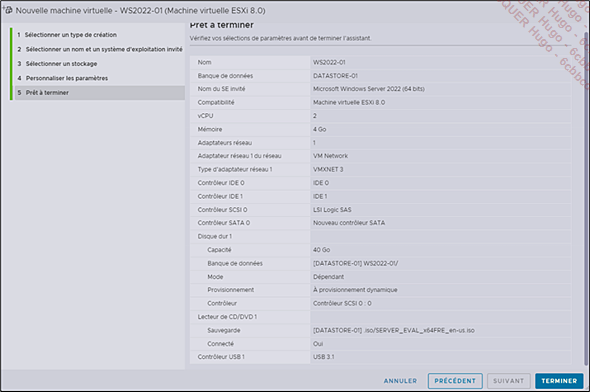 Nouvelle machine virtuelle - WS2022-01 (Machine virtuelle ESXi 8.0)
1 Sélectionner un type de création
2 Sélectionner un nom et un système d'exploitation invité
3 Sélectionner un stockage
4 Personnaliser les paramètres
5 Prêt à terminer
Prêt à terminer
Vérifiez vos sélections de paramètres avant de terminer l'assistant.
Nom WS2022-01
Banque de données DATASTORE-01
Nom du SE invité Microsoft Windows Server 2022 (64 bits)
Compatibilité Machine virtuelle ESXi 8.0
vCPU 2
Mémoire 4 Go
Adaptateurs réseau 1
Adaptateur réseau 1 du réseau VM Network
Type d'adaptateur réseau 1 VMXNET 3
Contrôleur IDE 0 IDE 0
Contrôleur IDE 1 IDE 1
Contrôleur SCSI 0 LSI Logic SAS
Contrôleur SATA 0 Nouveau contrôleur SATA
Disque dur 1
Capacité 40 Go
Banque de données [DATASTORE-01] WS2022-01/
Mode Dépendant
Provisionnement À provisionnement dynamique
Contrôleur Contrôleur SCSI 0 : 0
Lecteur de CD/DVD 1
Sauvegarde [DATASTORE-01] .iso/SERVER_EVAL_x64FRE_en-us.iso
Connecté Oui
Contrôleur USB 1 USB 3.1
ANNULER PRÉCÉDENT SUIVANT TERMINER
QUER Hugo - 6cbb